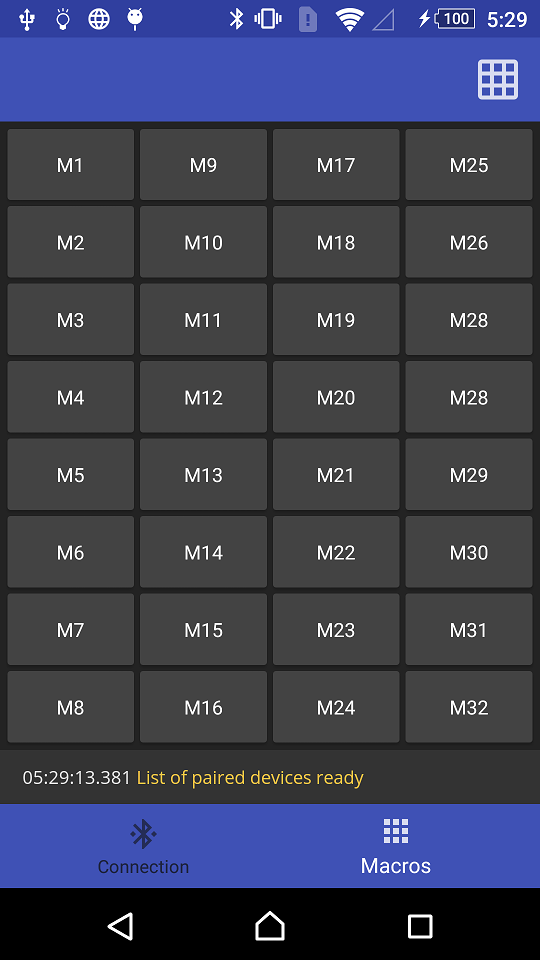 100 5:29
M1 M9 M17 M25
M2 M10 M18 M26
M3 M11 M19 M28
M4 M12 M20 M28
M5 M13 M21 M29
M6 M14 M22 M30
M7 M15 M23 M31
M8 M16 M24 M32
05:29:13.381 List of paired devices ready
Connection Macros